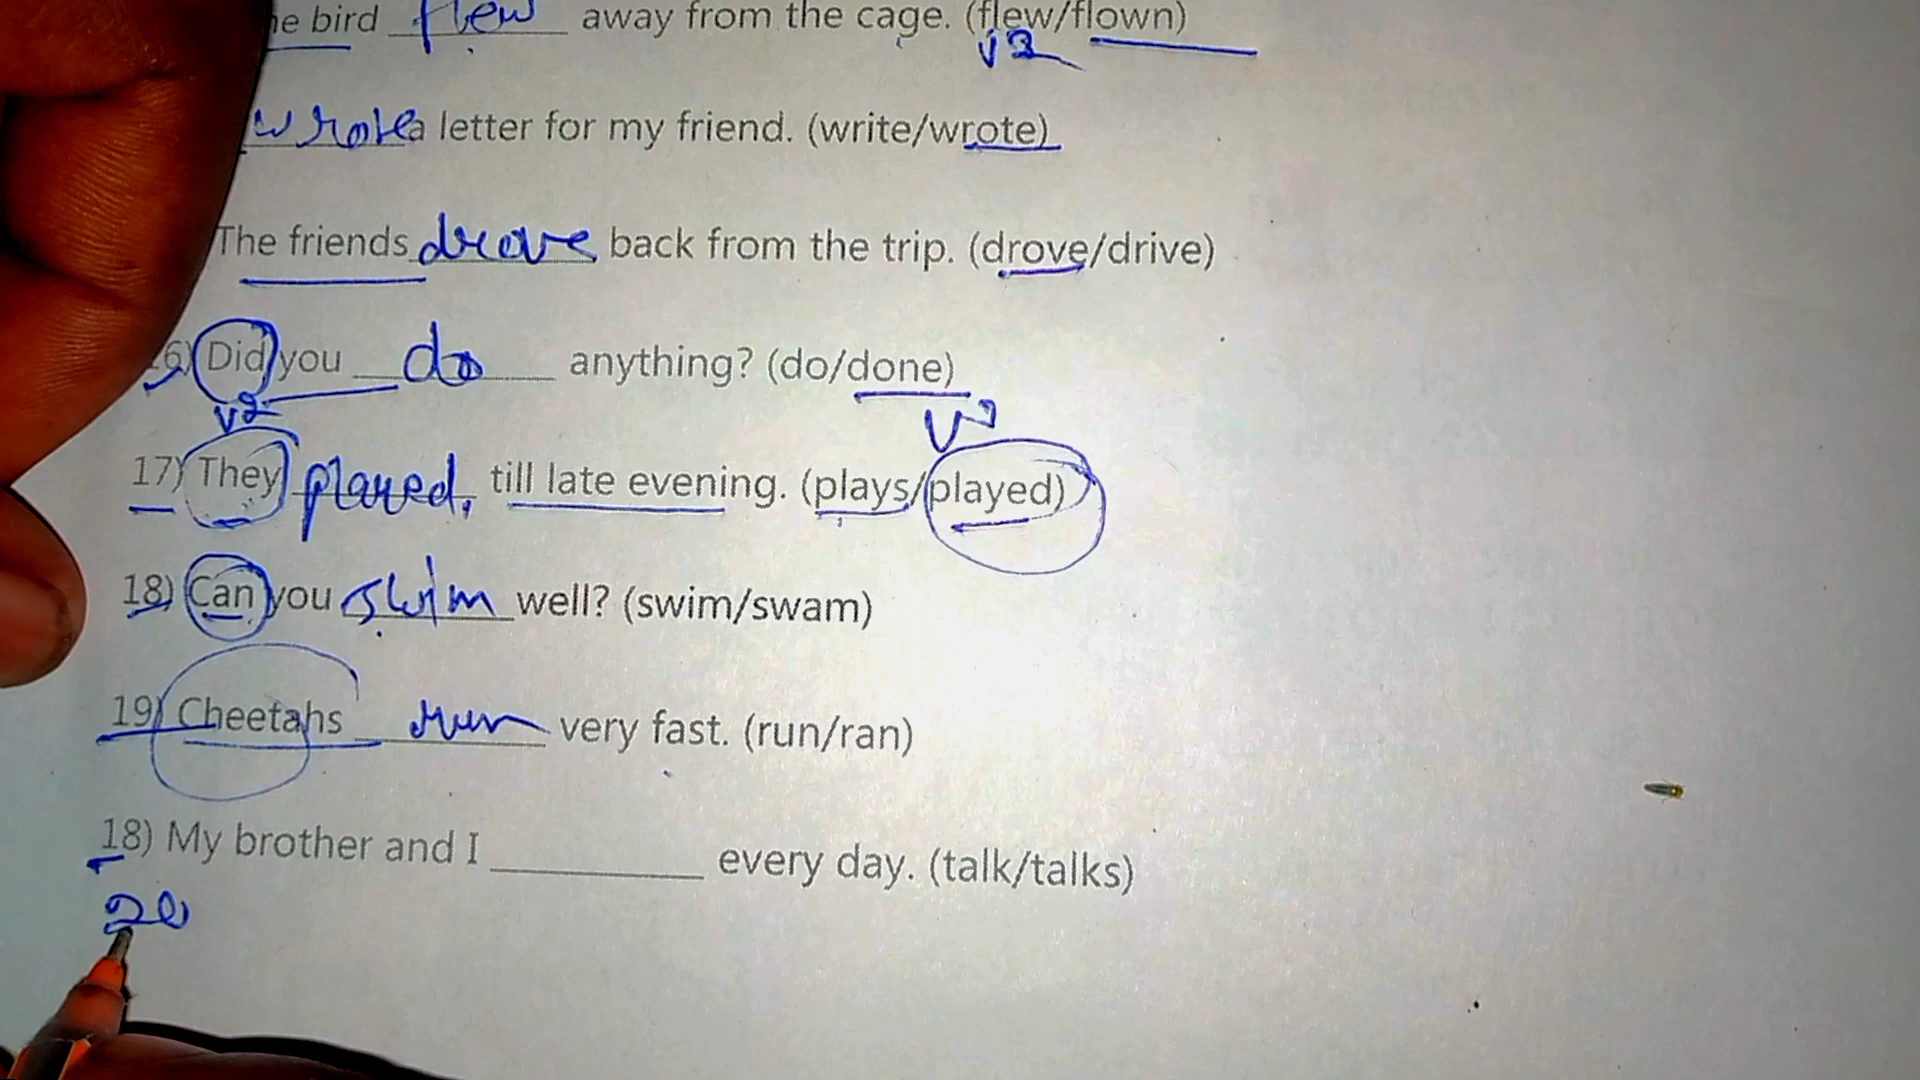 he bird flew away from the cage. (flew/flown)
v3
wrote a letter for my friend. (write/wrote)
The friends drove back from the trip. (drove/drive)
6) Did you do anything? (do/done)
v2 v3
17) They played, till late evening. (plays/played)
18) Can you swim well? (swim/swam)
19) Cheetahs run very fast. (run/ran)
18) My brother and I __________ every day. (talk/talks)
20